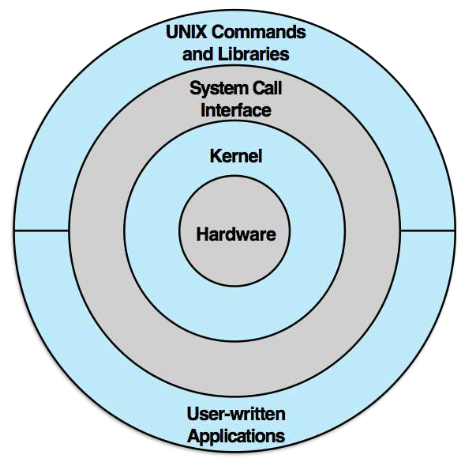 UNIX Commands
and Libraries
System Call
Interface
Kernel
Hardware
User-written
Applications